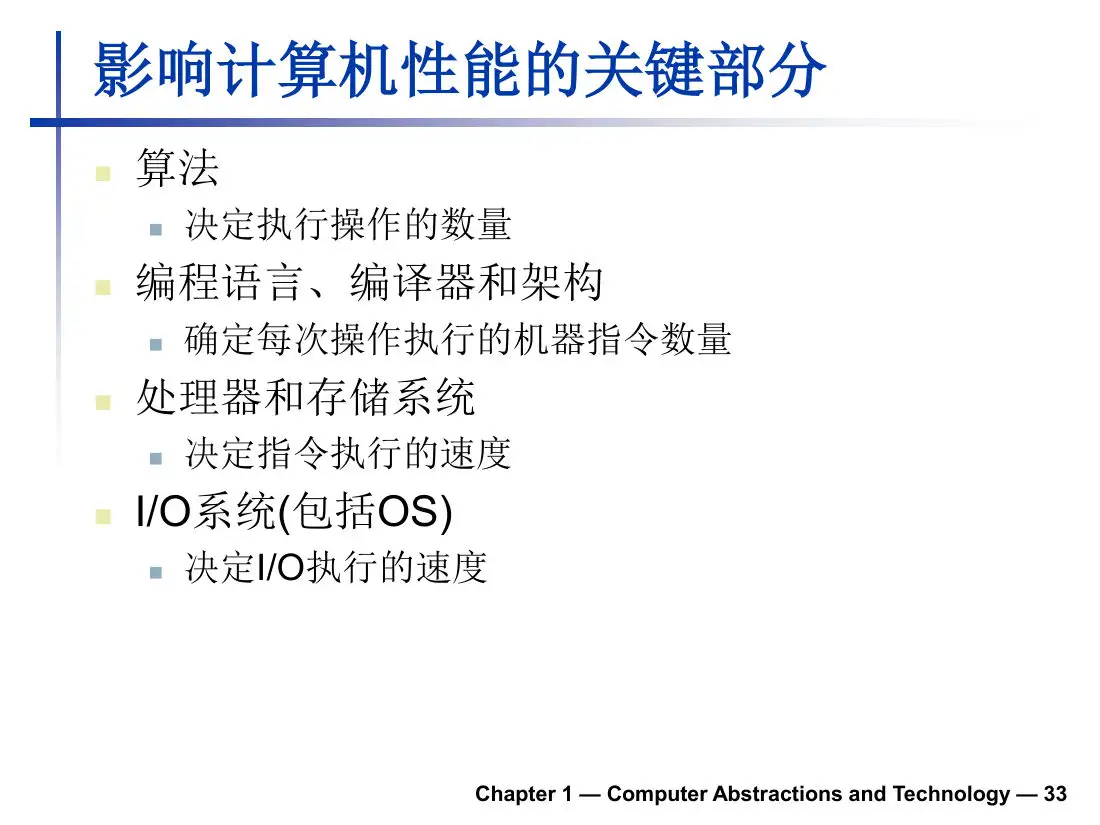 影响计算机性能的关键部分
算法
决定执行操作的数量
编程语言、编译器和架构
确定每次操作执行的机器指令数量
处理器和存储系统
决定指令执行的速度
I/O系统(包括OS)
决定I/O执行的速度
Chapter 1 — Computer Abstractions and Technology — 33